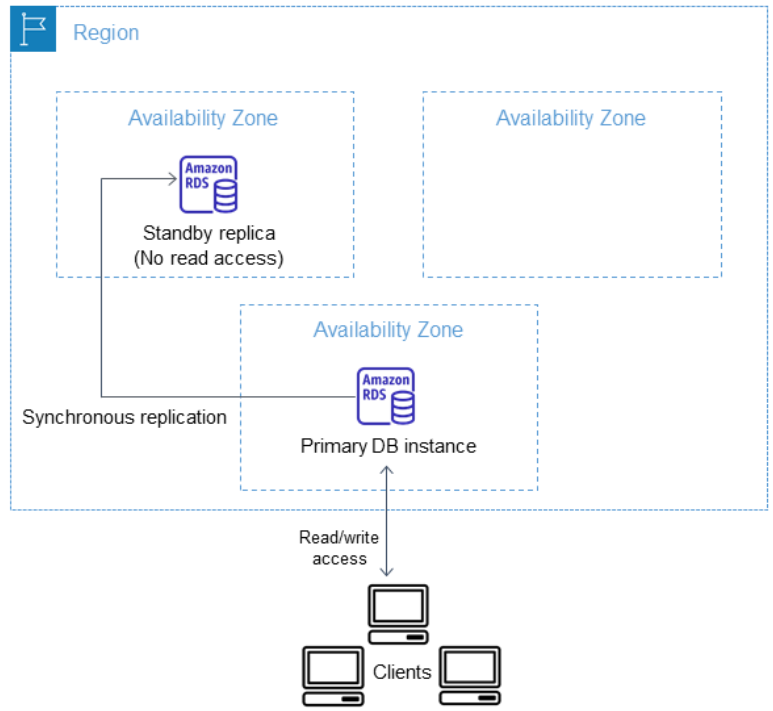 Region
Availability Zone
Availability Zone
Amazon
RDS
Standby replica
(No read access)
Availability Zone
Amazon
RDS
Synchronous replication
Primary DB instance
Read/write
access
Clients